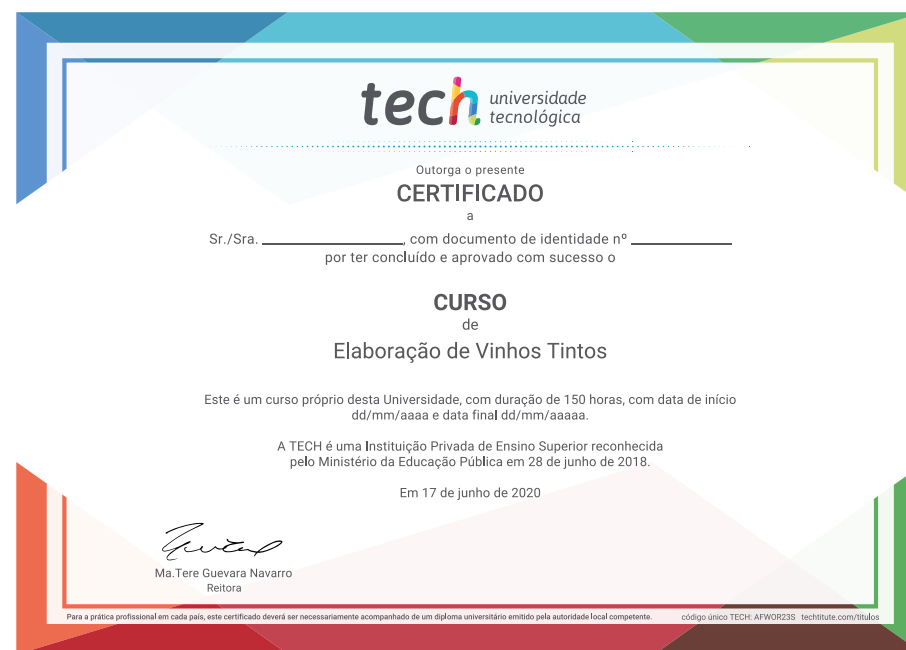 tech universidade
tecnológica
Outorga o presente
CERTIFICADO
a
Sr./Sra. ____________, com documento de identidade nº ____________
por ter concluído e aprovado com sucesso o
CURSO
de
Elaboração de Vinhos Tintos
Este é um curso próprio desta Universidade, com duração de 150 horas, com data de início
dd/mm/aaaa e data final dd/mm/aaaaa.
A TECH é uma Instituição Privada de Ensino Superior reconhecida
pelo Ministério da Educação Pública em 28 de junho de 2018.
Em 17 de junho de 2020
Ma.Tere Guevara Navarro
Reitora
Para a prática profissional em cada país, este certificado deverá ser necessariamente acompanhado de um diploma universitário emitido pela autoridade local competente. código único TECH: AFWOR23S techtitute.com/titulos